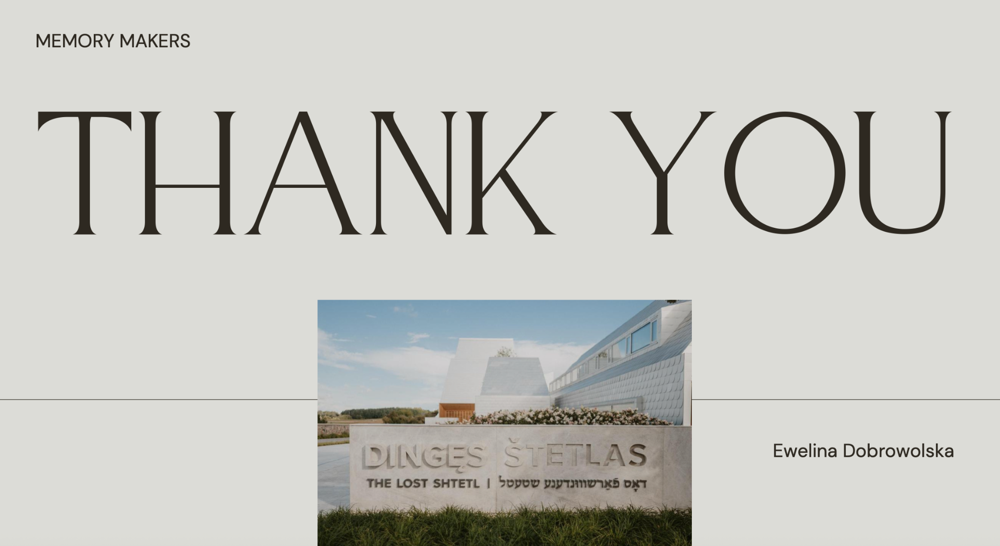 MEMORY MAKERS
THANK YOU
DINGĘS ŠTETLAS
THE LOST SHTETL | דאָס פֿאַרשווּנדענע שטעטל
Ewelina Dobrowolska